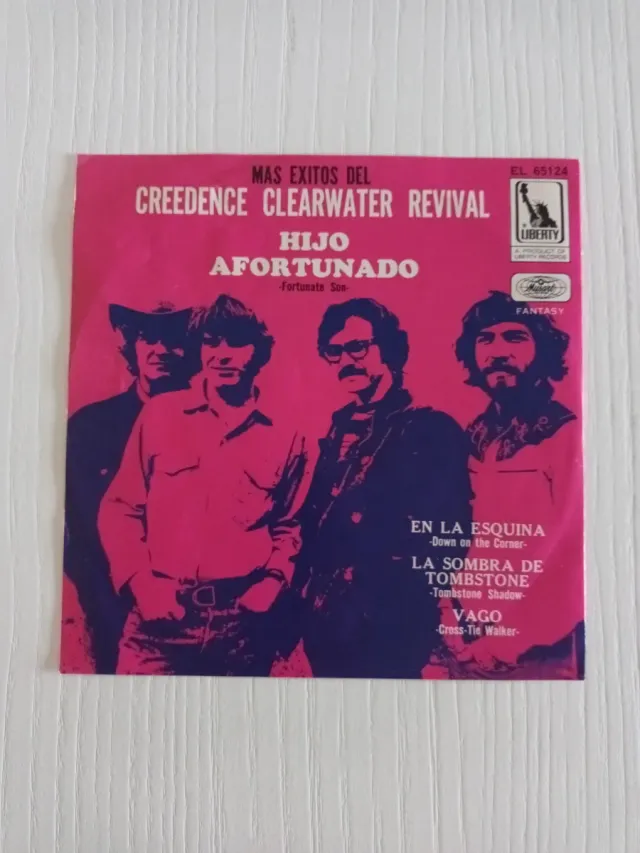 MAS EXITOS DEL
CREEDENCE CLEARWATER REVIVAL
HIJO
AFORTUNADO
-Fortunate Son-
EL 65124
LIBERTY
A PRODUCT OF
LIBERTY RECORDS
Musart
FANTASY
EN LA ESQUINA
-Down on the Corner-
LA SOMBRA DE
TOMBSTONE
-Tombstone Shadow-
VAGO
-Cross-Tie Walker-